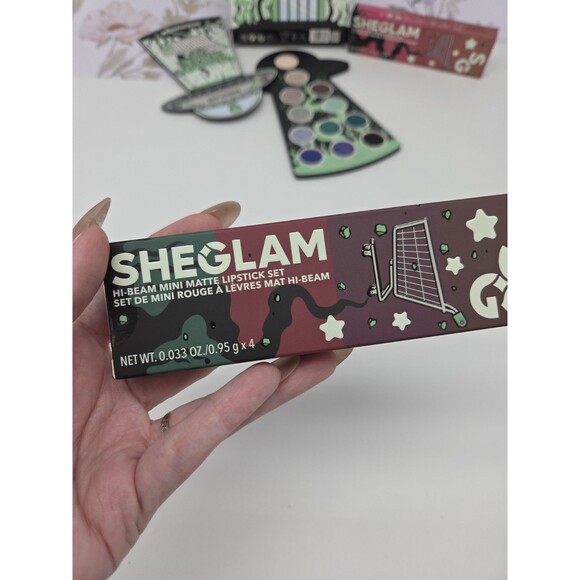 SHEGLAM
SHEGLAM
HI-BEAM MINI MATTE LIPSTICK SET
SET DE MINI ROUGE À LÈVRES MAT HI-BEAM
NET WT. 0.033 OZ./0.95 g x 4